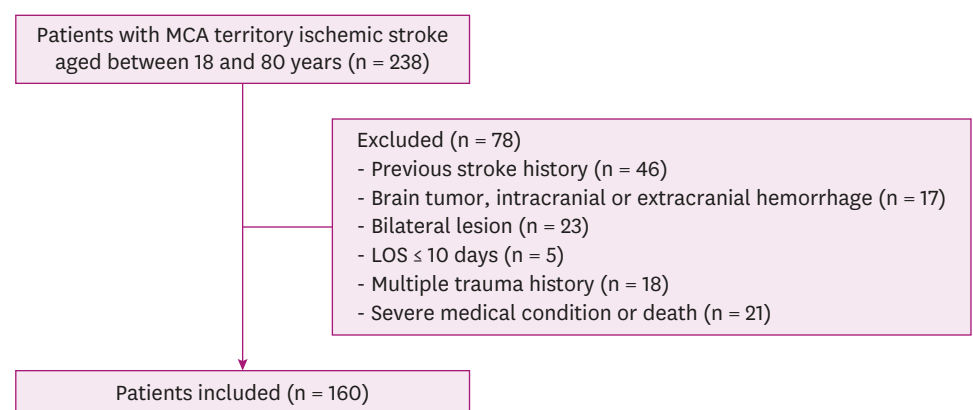 Patients with MCA territory ischemic stroke
aged between 18 and 80 years (n = 238)
Excluded (n = 78)
- Previous stroke history (n = 46)
- Brain tumor, intracranial or extracranial hemorrhage (n = 17)
- Bilateral lesion (n = 23)
- LOS ≤ 10 days (n = 5)
- Multiple trauma history (n = 18)
- Severe medical condition or death (n = 21)
Patients included (n = 160)